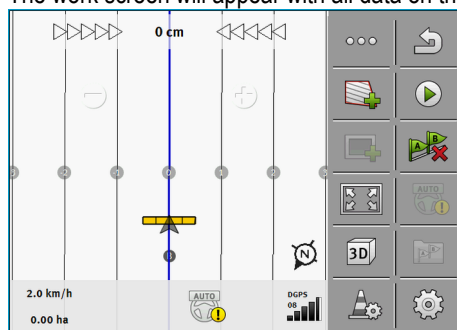 The work screen will appear with all data on th
0 cm
N
A B
AUTO
3D
2.0 km/h
AUTO
DGPS
08
0.00 ha